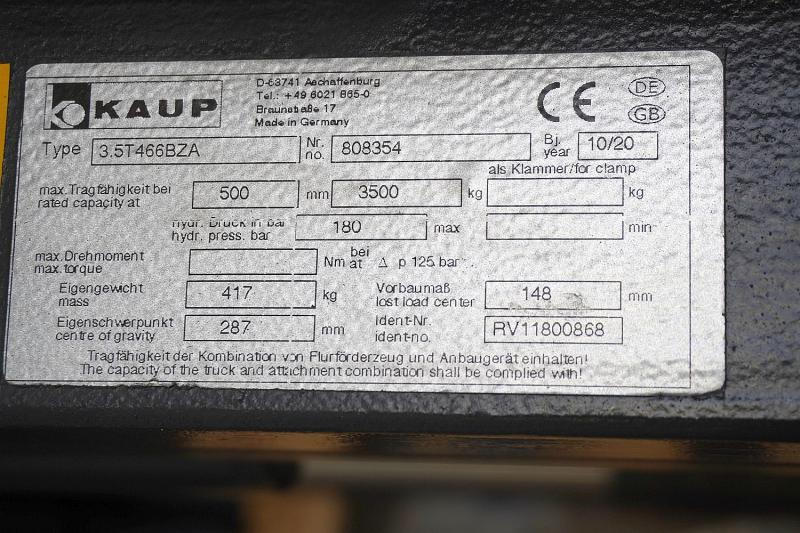 KAUP
D-63741 Aschaffenburg
Tel.: +49 6021 865-0
Braunstraße 17
Made in Germany
CE
DE
GB
Type 3.5T466BZA Nr. no. 808354 Bj. year 10/20
als Klammer/for clamp
max. Tragfähigkeit bei
rated capacity at 500 mm 3500 kg kg
hydr. Druck in bar
hydr. press. bar 180 max min
max. Drehmoment
max. torque Nm bei at Δ p 125 bar
Eigengewicht
mass 417 kg
Vorbaumaß
lost load center 148 mm
Eigenschwerpunkt
centre of gravity 287 mm
Ident-Nr.
ident-no. RV11800868
Tragfähigkeit der Kombination von Flurförderzeug und Anbaugerät einhalten!
The capacity of the truck and attachment combination shall be complied with!